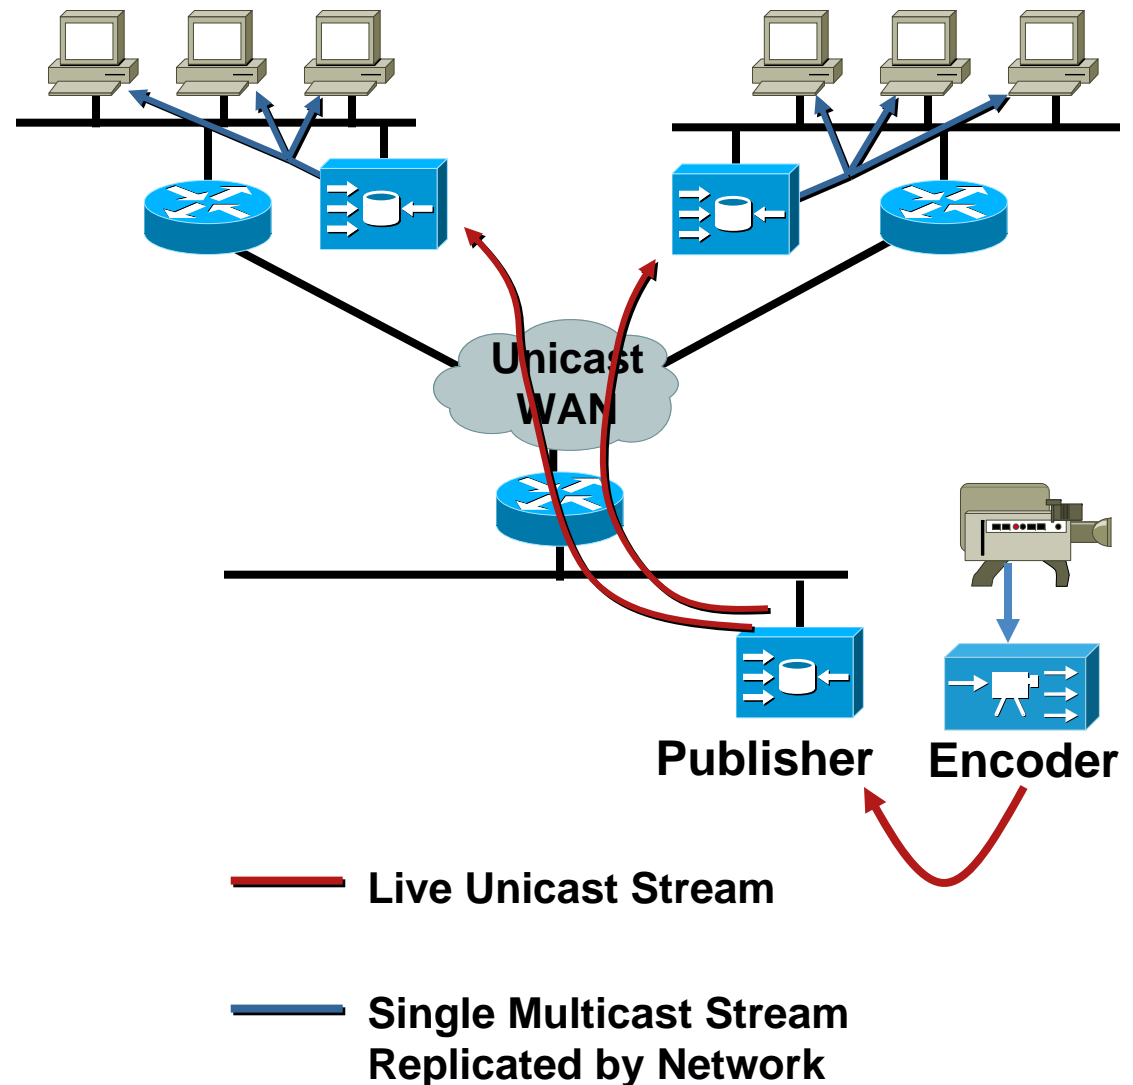 Unicast
WAN
Publisher
Encoder
Live Unicast Stream
Single Multicast Stream
Replicated by Network